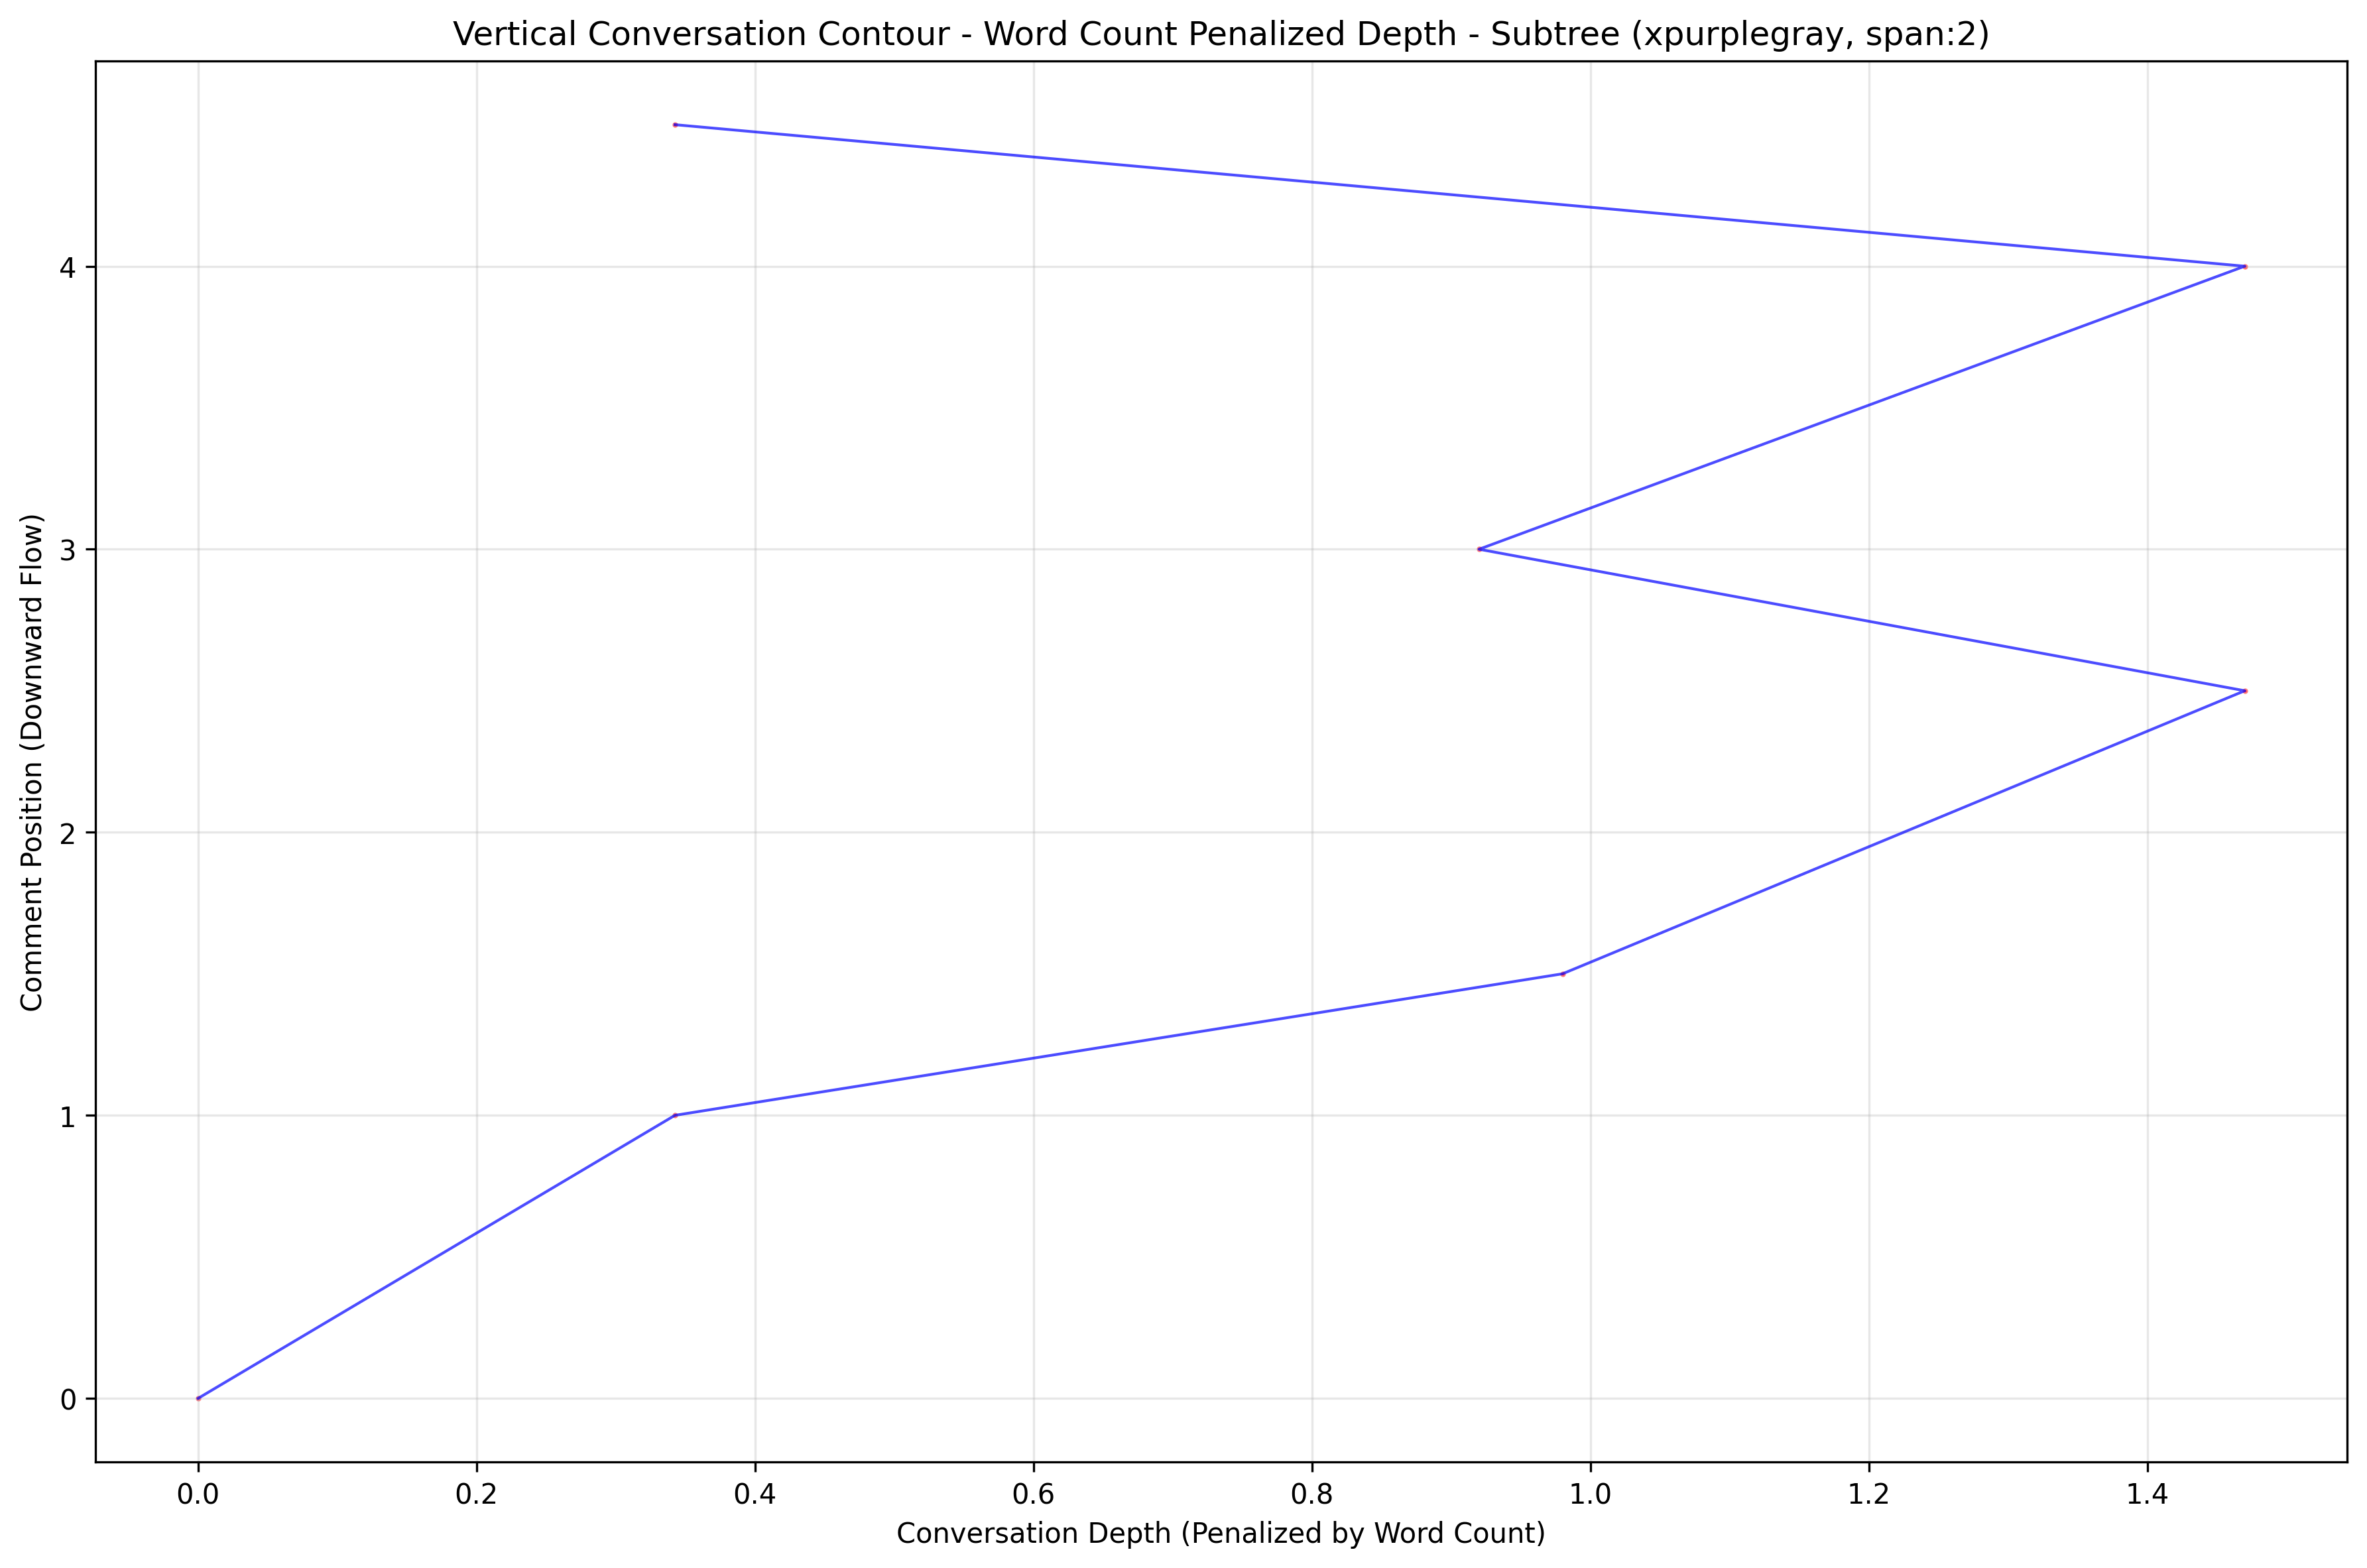 Vertical Conversation Contour - Word Count Penalized Depth - Subtree (xpurplegray, span:2)
Comment Position (Downward Flow)
4
3
2
1
0
0.0 0.2 0.4 0.6 0.8 1.0 1.2 1.4
Conversation Depth (Penalized by Word Count)